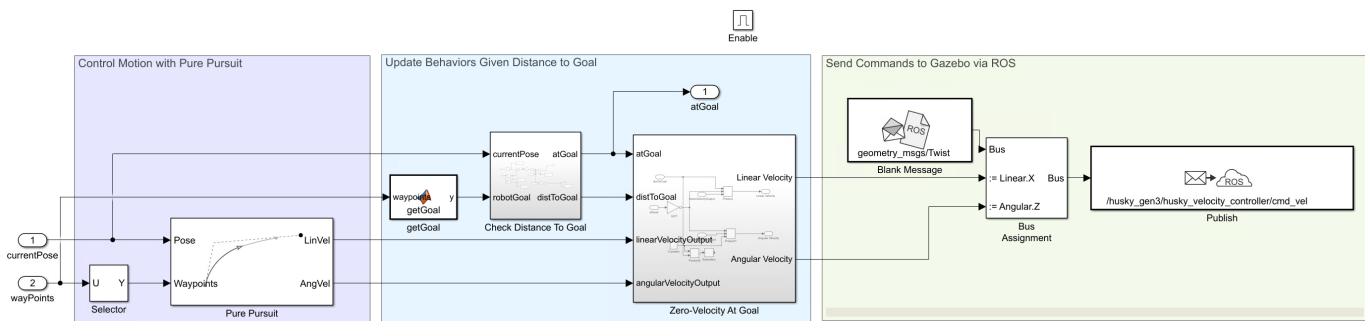 Enable
Control Motion with Pure Pursuit
Update Behaviors Given Distance to Goal
Send Commands to Gazebo via ROS
1
currentPose
2
wayPoints
U Y
Selector
Pose
LinVel
Waypoints
AngVel
Pure Pursuit
waypoints y
getGoal
getGoal
currentPose atGoal
robotGoal distToGoal
Check Distance To Goal
1
atGoal
atGoal
Linear Velocity
distToGoal
linearVelocityOutput
Angular Velocity
angularVelocityOutput
Zero-Velocity At Goal
ROS
geometry_msgs/Twist
Blank Message
Bus
:= Linear.X Bus
:= Angular.Z
Bus
Assignment
ROS
/husky_gen3/husky_velocity_controller/cmd_vel
Publish